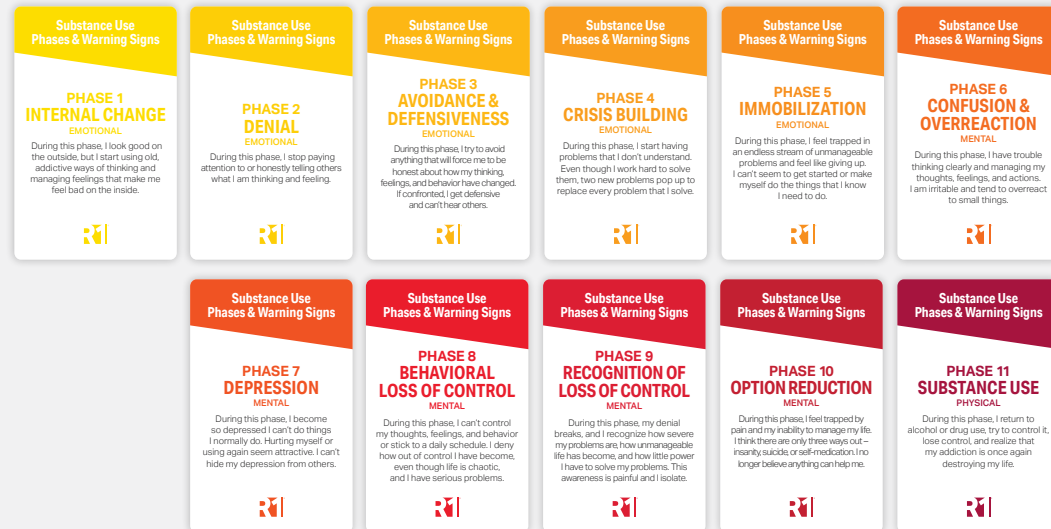 Substance Use
Phases & Warning Signs
PHASE 1
INTERNAL CHANGE
EMOTIONAL
During this phase, I look good on
the outside, but I start using old,
addictive ways of thinking and
managing feelings that make me
feel bad on the inside.
Substance Use
Phases & Warning Signs
PHASE 2
DENIAL
EMOTIONAL
During this phase, I stop paying
attention to or honestly telling others
what I am thinking and feeling.
Substance Use
Phases & Warning Signs
PHASE 3
AVOIDANCE &
DEFENSIVENESS
EMOTIONAL
During this phase, I try to avoid
anything that will force me to be
honest about how my thinking,
feelings, and behavior have changed.
If confronted, I get defensive
and can't hear others.
Substance Use
Phases & Warning Signs
PHASE 4
CRISIS BUILDING
EMOTIONAL
During this phase, I start having
problems that I don't understand.
Even though I work hard to solve
them, two new problems pop up to
replace every problem that I solve.
Substance Use
Phases & Warning Signs
PHASE 5
IMMOBILIZATION
EMOTIONAL
During this phase, I feel trapped in
an endless stream of unmanageable
problems and feel like giving up.
I can't seem to get started or make
myself do the things that I know
I need to do.
Substance Use
Phases & Warning Signs
PHASE 6
CONFUSION &
OVERREACTION
MENTAL
During this phase, I have trouble
thinking clearly and managing my
thoughts, feelings, and actions.
I am irritable and tend to overreact
to small things.
Substance Use
Phases & Warning Signs
PHASE 7
DEPRESSION
MENTAL
During this phase, I become
so depressed I can't do things
I normally do. Hurting myself or
using again seem attractive. I can't
hide my depression from others.
Substance Use
Phases & Warning Signs
PHASE 8
BEHAVIORAL
LOSS OF CONTROL
MENTAL
During this phase, I can't control
my thoughts, feelings, and behavior
or stick to a daily schedule. I deny
how out of control I have become,
even though life is chaotic,
and I have serious problems.
Substance Use
Phases & Warning Signs
PHASE 9
RECOGNITION OF
LOSS OF CONTROL
MENTAL
During this phase, my denial
breaks, and I recognize how severe
my problems are, how unmanageable
life has become, and how little power
I have to solve my problems. This
awareness is painful and I isolate.
Substance Use
Phases & Warning Signs
PHASE 10
OPTION REDUCTION
MENTAL
During this phase, I feel trapped by
pain and my inability to manage my life.
I think there are only three ways out –
insanity, suicide, or self-medication. I no
longer believe anything can help me.
Substance Use
Phases & Warning Signs
PHASE 11
SUBSTANCE USE
PHYSICAL
During this phase, I return to
alcohol or drug use, try to control it,
lose control, and realize that
my addiction is once again
destroying my life.